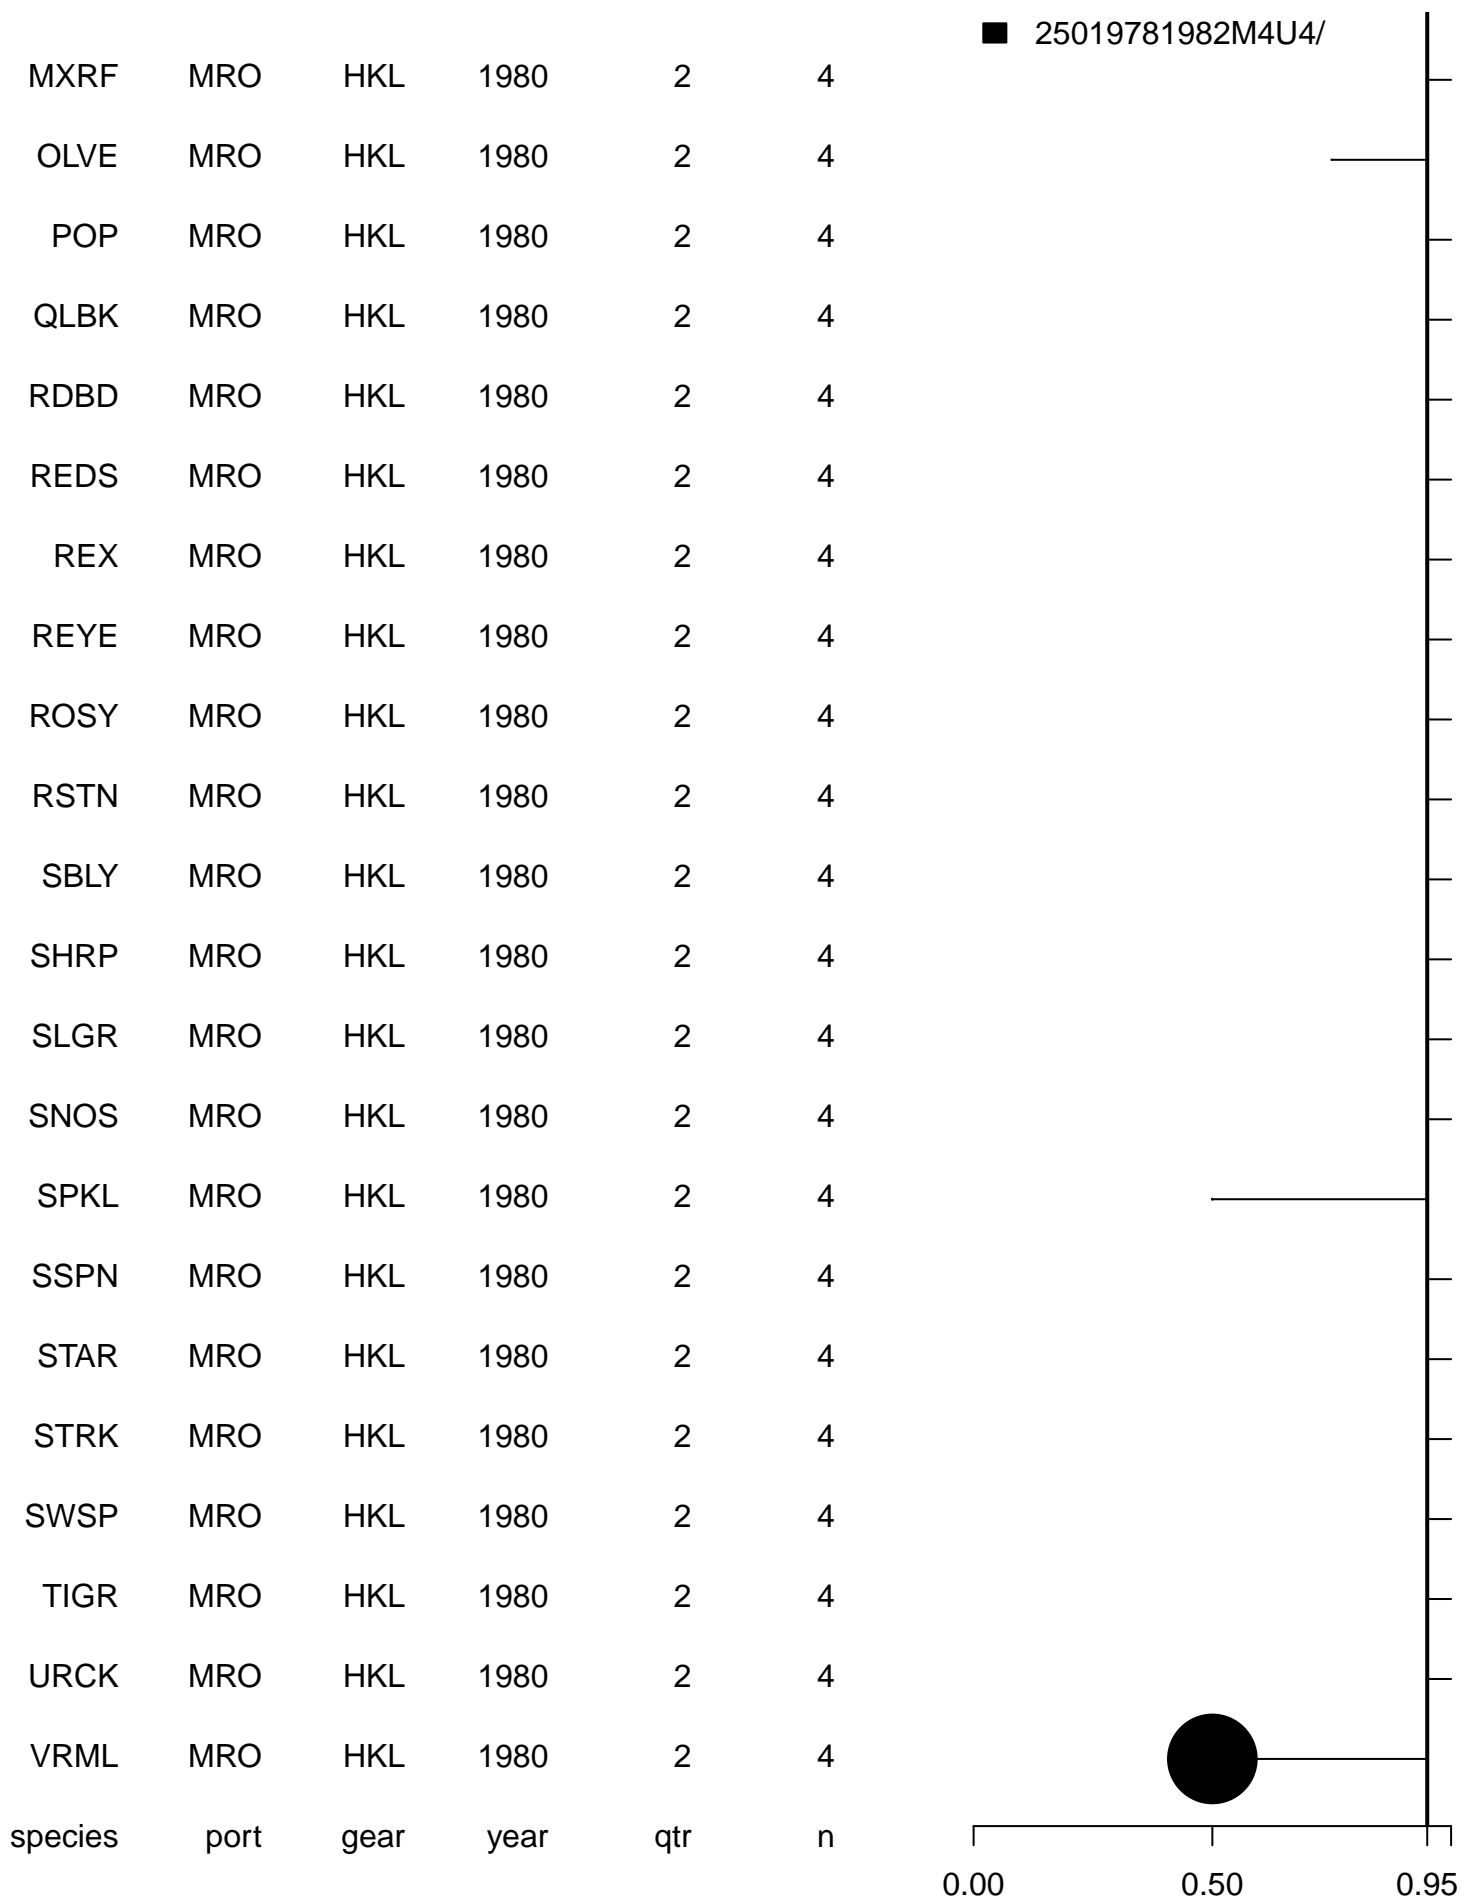 25019781982M4U4/
MXRF MRO HKL 1980 2 4
OLVE MRO HKL 1980 2 4
POP MRO HKL 1980 2 4
QLBK MRO HKL 1980 2 4
RDBD MRO HKL 1980 2 4
REDS MRO HKL 1980 2 4
REX MRO HKL 1980 2 4
REYE MRO HKL 1980 2 4
ROSY MRO HKL 1980 2 4
RSTN MRO HKL 1980 2 4
SBLY MRO HKL 1980 2 4
SHRP MRO HKL 1980 2 4
SLGR MRO HKL 1980 2 4
SNOS MRO HKL 1980 2 4
SPKL MRO HKL 1980 2 4
SSPN MRO HKL 1980 2 4
STAR MRO HKL 1980 2 4
STRK MRO HKL 1980 2 4
SWSP MRO HKL 1980 2 4
TIGR MRO HKL 1980 2 4
URCK MRO HKL 1980 2 4
VRML MRO HKL 1980 2 4
species port gear year qtr n
0.00 0.50 0.95